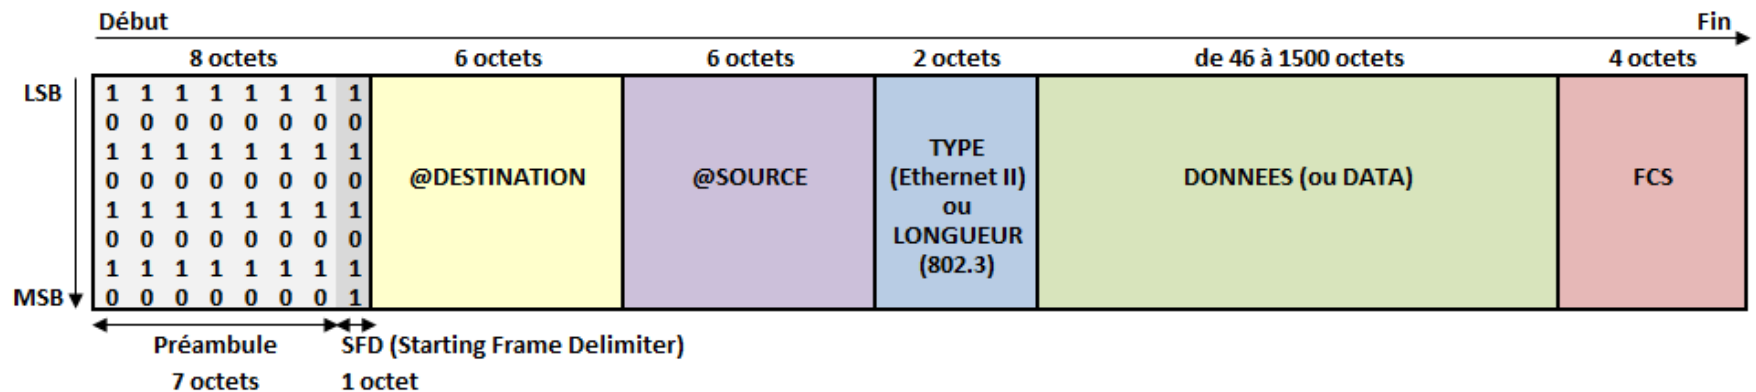 Début Fin
8 octets 6 octets 6 octets 2 octets de 46 à 1500 octets 4 octets
LSB 1 1 1 1 1 1 1 1
0 0 0 0 0 0 0 0
1 1 1 1 1 1 1 1
0 0 0 0 0 0 0 0
1 1 1 1 1 1 1 1
0 0 0 0 0 0 0 0
1 1 1 1 1 1 1 1
MSB 0 0 0 0 0 0 0 1
@DESTINATION
@SOURCE
TYPE
(Ethernet II)
ou
LONGUEUR
(802.3)
DONNEES (ou DATA)
FCS
Préambule SFD (Starting Frame Delimiter)
7 octets 1 octet